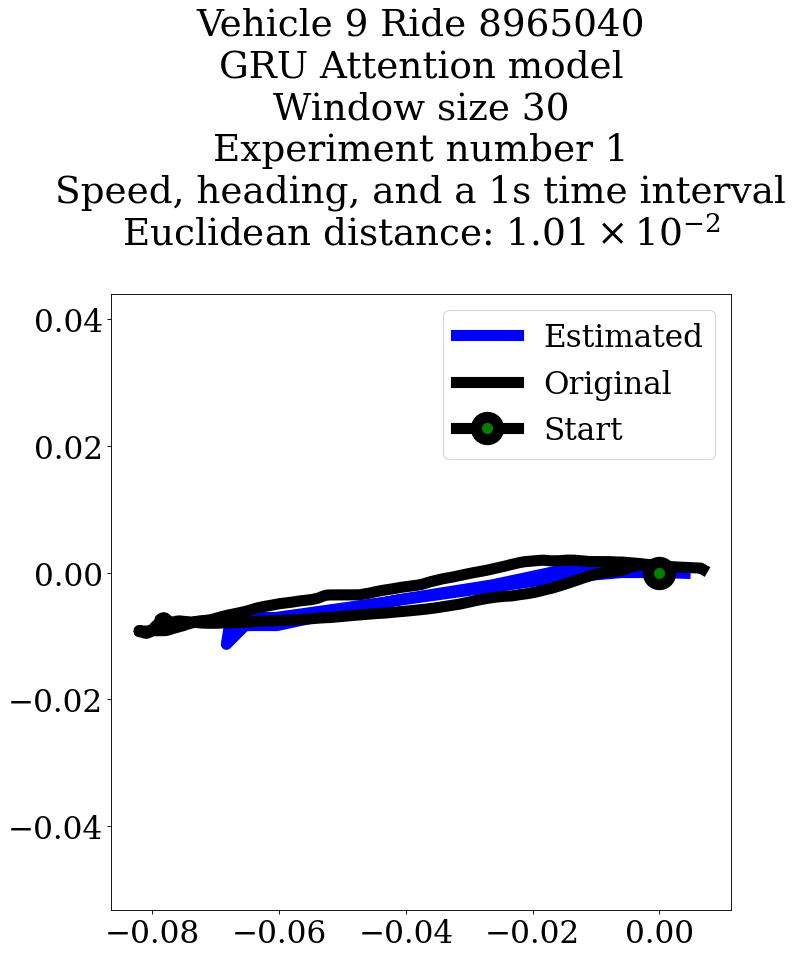 Vehicle 9 Ride 8965040
GRU Attention model
Window size 30
Experiment number 1
Speed, heading, and a 1s time interval
Euclidean distance: 1.01 × 10⁻²
Estimated
Original
Start
0.04
0.02
0.00
−0.02
−0.04
−0.08 −0.06 −0.04 −0.02 0.00